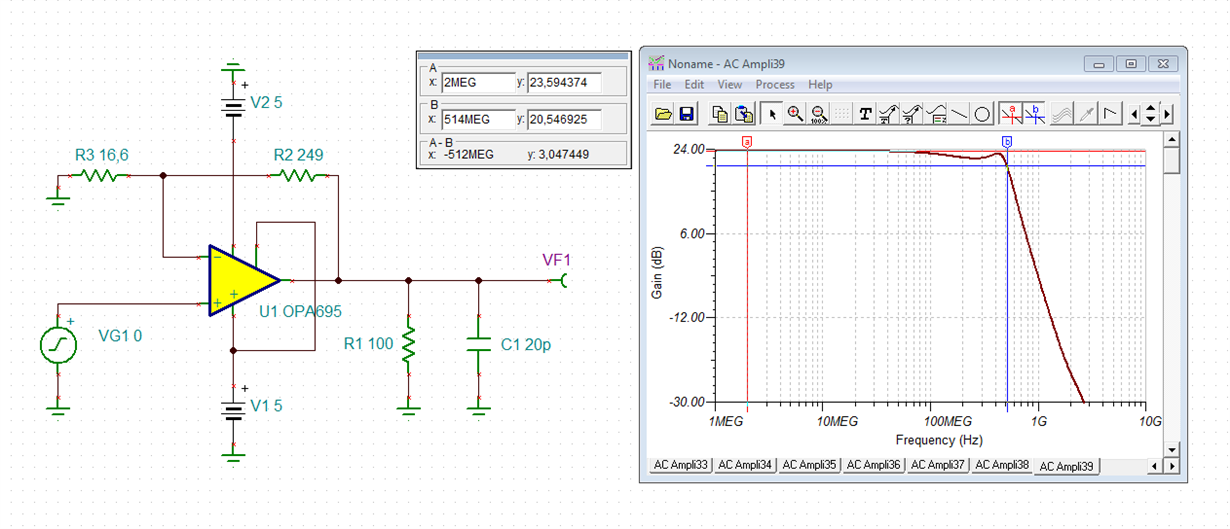 V2 5
R3 16,6
R2 249
U1 OPA695
VG1 0
R1 100
C1 20p
VF1
V1 5
A
x: 2MEG y: 23,594374
B
x: 514MEG y: 20,546925
A - B
x: -512MEG y: 3,047449
Noname - AC Ampli39
File Edit View Process Help
T
a b
a b
24.00
6.00
-12.00
-30.00
Gain (dB)
1MEG 10MEG 100MEG 1G 10G
Frequency (Hz)
AC Ampli33 AC Ampli34 AC Ampli35 AC Ampli36 AC Ampli37 AC Ampli38 AC Ampli39